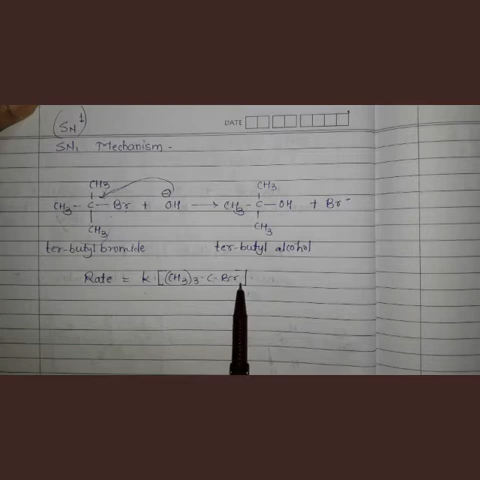 SN1
DATE
SN1 Mechanism -
CH3 CH3
CH3 - C - Br + ⊖OH → CH3 - C - OH + Br-
CH3 CH3
ter-butyl bromide ter-butyl alcohol
Rate = k [(CH3)3-C-Br]